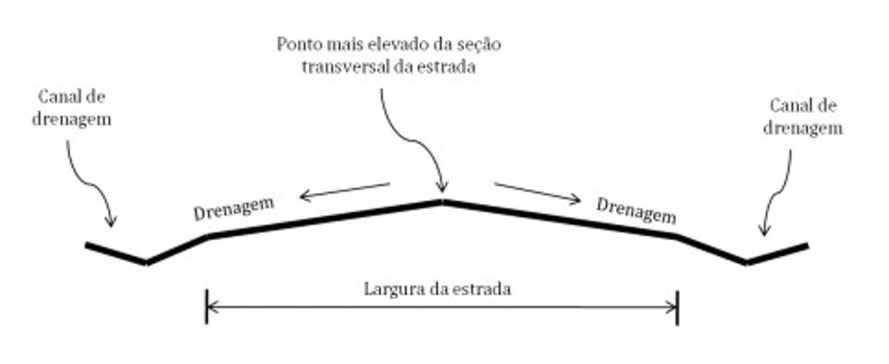 Ponto mais elevado da seção
transversal da estrada
Canal de
drenagem
Canal de
drenagem
Drenagem
Drenagem
Largura da estrada